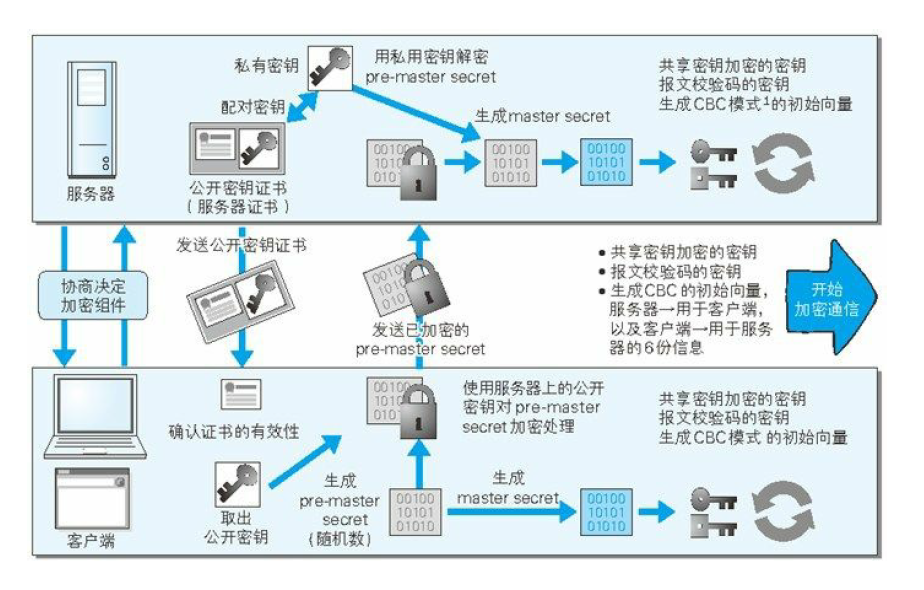 私有密钥
用私用密钥解密
pre-master secret
共享密钥加密的密钥
报文校验码的密钥
生成CBC模式¹的初始向量
配对密钥
生成master secret
00100
1010
010
00100
10101
01010
00100
10101
01010
服务器
公开密钥证书
(服务器证书)
发送公开密钥证书
协商决定
加密组件
00100
1010
010
发送已加密的
pre-master secret
• 共享密钥加密的密钥
• 报文校验码的密钥
• 生成CBC的初始向量,
服务器→用于客户端,
以及客户端→用于服务
器的6份信息
开始
加密通信
00100
1010
010
使用服务器上的公开
密钥对pre-master
secret加密处理
共享密钥加密的密钥
报文校验码的密钥
生成CBC模式 的初始向量
确认证书的有效性
生成
pre-master
secret
(随机数)
00100
10101
01010
生成
master secret
00100
10101
01010
取出
公开密钥
客户端